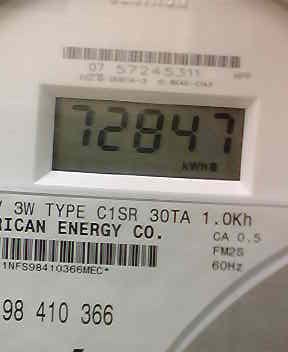 07 57245311
72847
kWh
V 3W TYPE C1SR 30TA 1.0Kh
RICAN ENERGY CO. CA 0.5
FM2S
1NFS98410366MEC* 60Hz
98 410 366